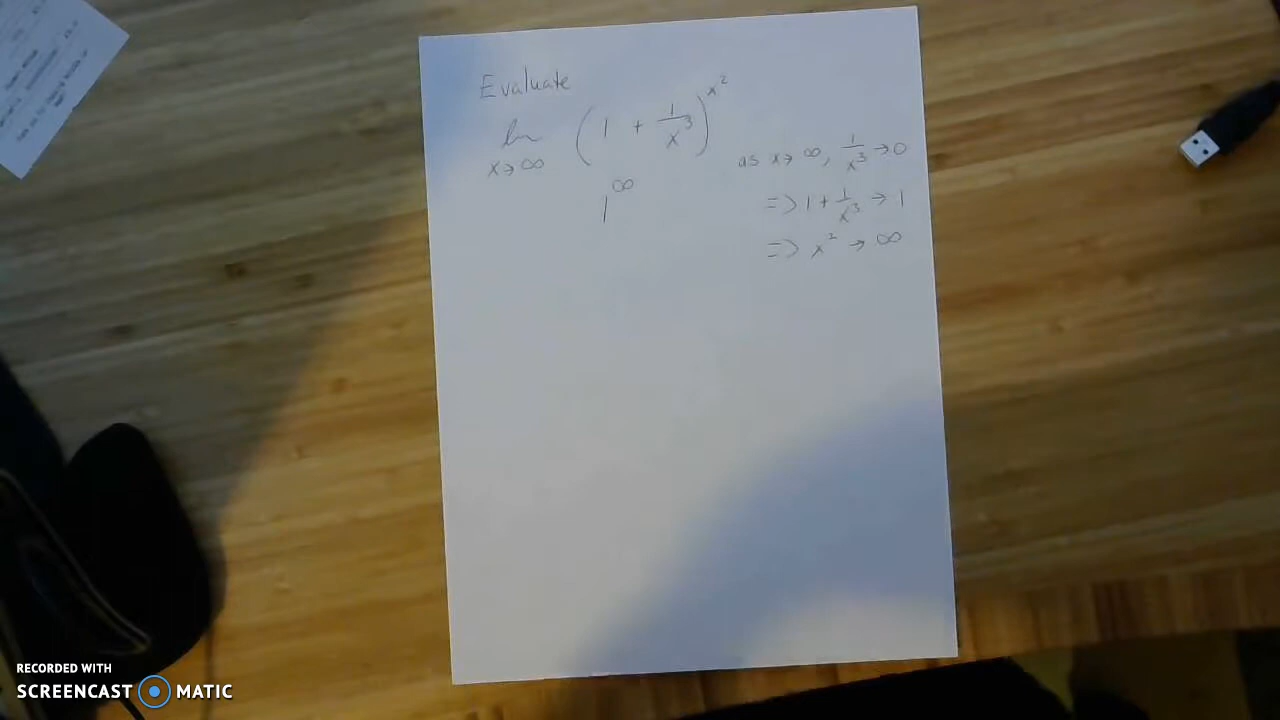 Evaluate
lim (1 + 1/x³)^x²
x→∞
as x→∞, 1/x³ →0
1^∞
=> 1 + 1/x³ → 1
=> x² → ∞
RECORDED WITH
SCREENCAST MATIC